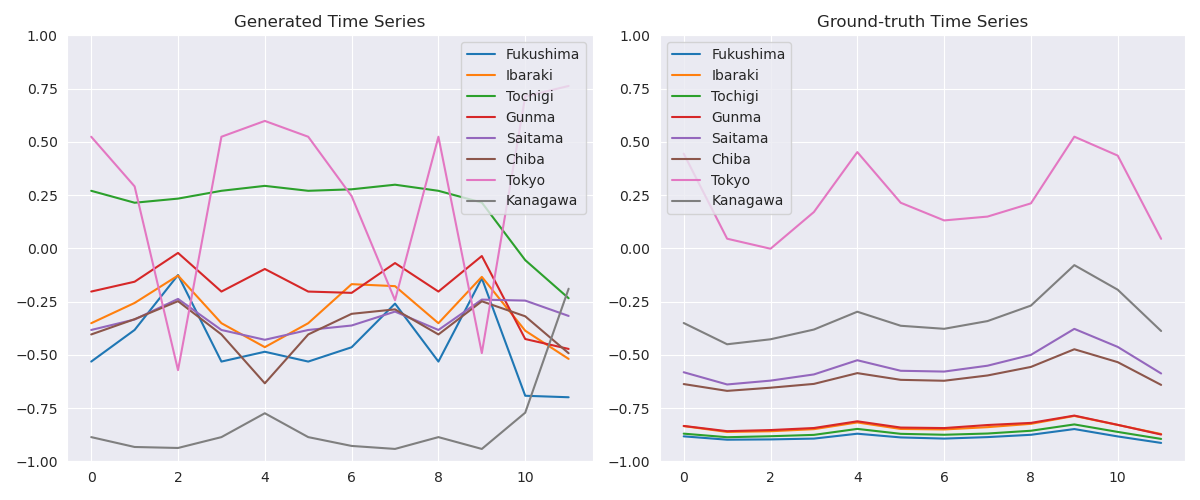 Generated Time Series
1.00
0.75
0.50
0.25
0.00
−0.25
−0.50
−0.75
−1.00
0
2
4
6
8
10
Fukushima
Ibaraki
Tochigi
Gunma
Saitama
Chiba
Tokyo
Kanagawa
Ground-truth Time Series
1.00
0.75
0.50
0.25
0.00
−0.25
−0.50
−0.75
−1.00
0
2
4
6
8
10
Fukushima
Ibaraki
Tochigi
Gunma
Saitama
Chiba
Tokyo
Kanagawa